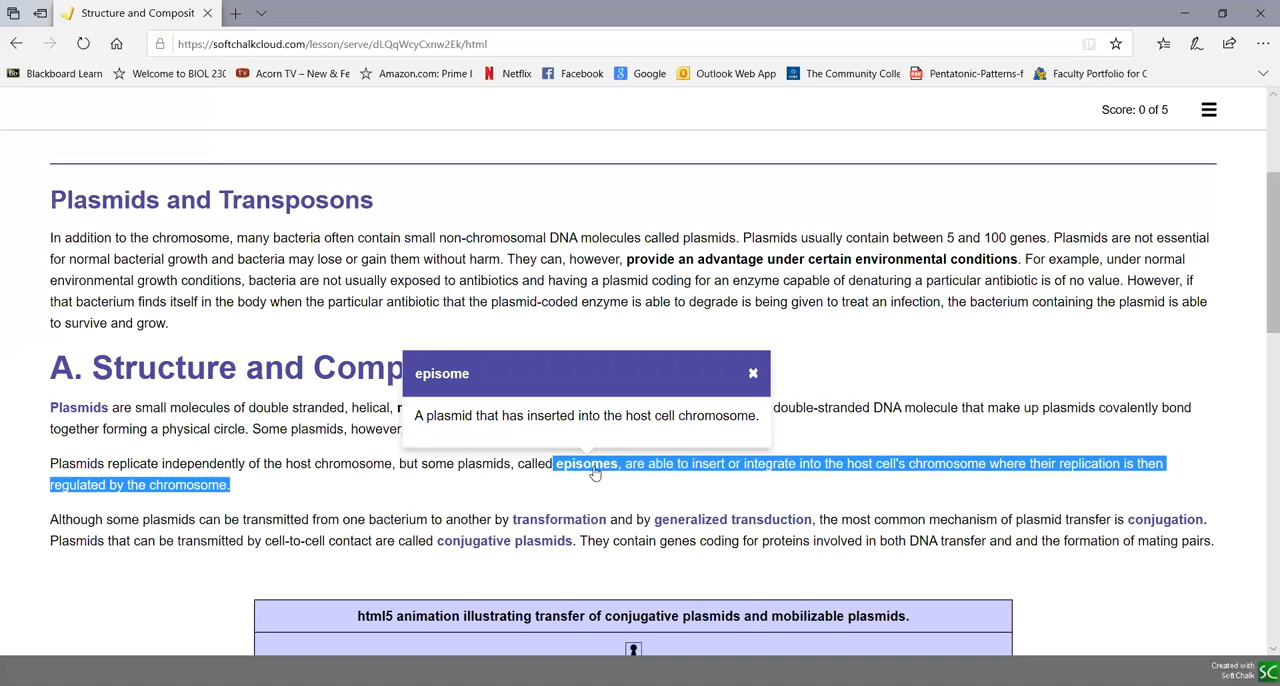 Structure and Composit
https://softchalkcloud.com/lesson/serve/dLQqWcyCxnw2Ek/html
Blackboard Learn Welcome to BIOL 230 Acorn TV – New & Fe Amazon.com: Prime I Netflix Facebook Google Outlook Web App The Community Colle Pentatonic-Patterns-f Faculty Portfolio for C
Score: 0 of 5
Plasmids and Transposons
In addition to the chromosome, many bacteria often contain small non-chromosomal DNA molecules called plasmids. Plasmids usually contain between 5 and 100 genes. Plasmids are not essential
for normal bacterial growth and bacteria may lose or gain them without harm. They can, however, provide an advantage under certain environmental conditions. For example, under normal
environmental growth conditions, bacteria are not usually exposed to antibiotics and having a plasmid coding for an enzyme capable of denaturing a particular antibiotic is of no value. However, if
that bacterium finds itself in the body when the particular antibiotic that the plasmid-coded enzyme is able to degrade is being given to treat an infection, the bacterium containing the plasmid is able
to survive and grow.
A. Structure and Comp
episome
A plasmid that has inserted into the host cell chromosome.
Plasmids are small molecules of double stranded, helical, double-stranded DNA molecule that make up plasmids covalently bond
together forming a physical circle. Some plasmids, however,
Plasmids replicate independently of the host chromosome, but some plasmids, called episomes, are able to insert or integrate into the host cell's chromosome where their replication is then
regulated by the chromosome.
Although some plasmids can be transmitted from one bacterium to another by transformation and by generalized transduction, the most common mechanism of plasmid transfer is conjugation.
Plasmids that can be transmitted by cell-to-cell contact are called conjugative plasmids. They contain genes coding for proteins involved in both DNA transfer and and the formation of mating pairs.
html5 animation illustrating transfer of conjugative plasmids and mobilizable plasmids.
Created with
SoftChalk
SC